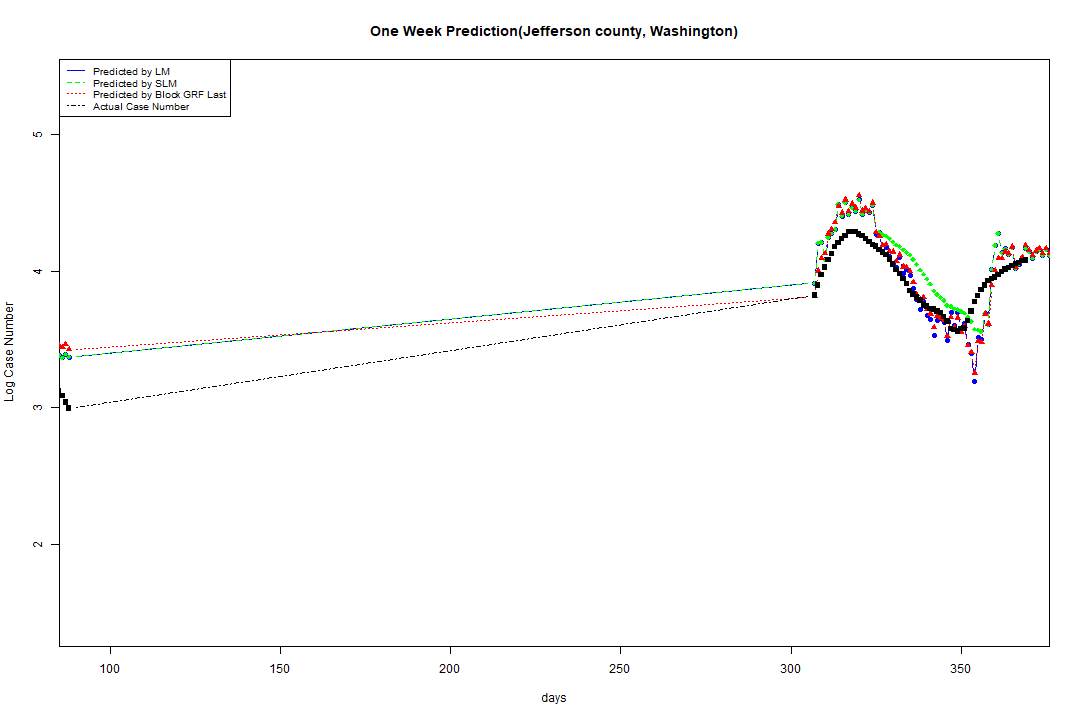 One Week Prediction(Jefferson county, Washington)
Predicted by LM
Predicted by SLM
Predicted by Block GRF Last
Actual Case Number
5
4
3
2
Log Case Number
100 150 200 250 300 350
days